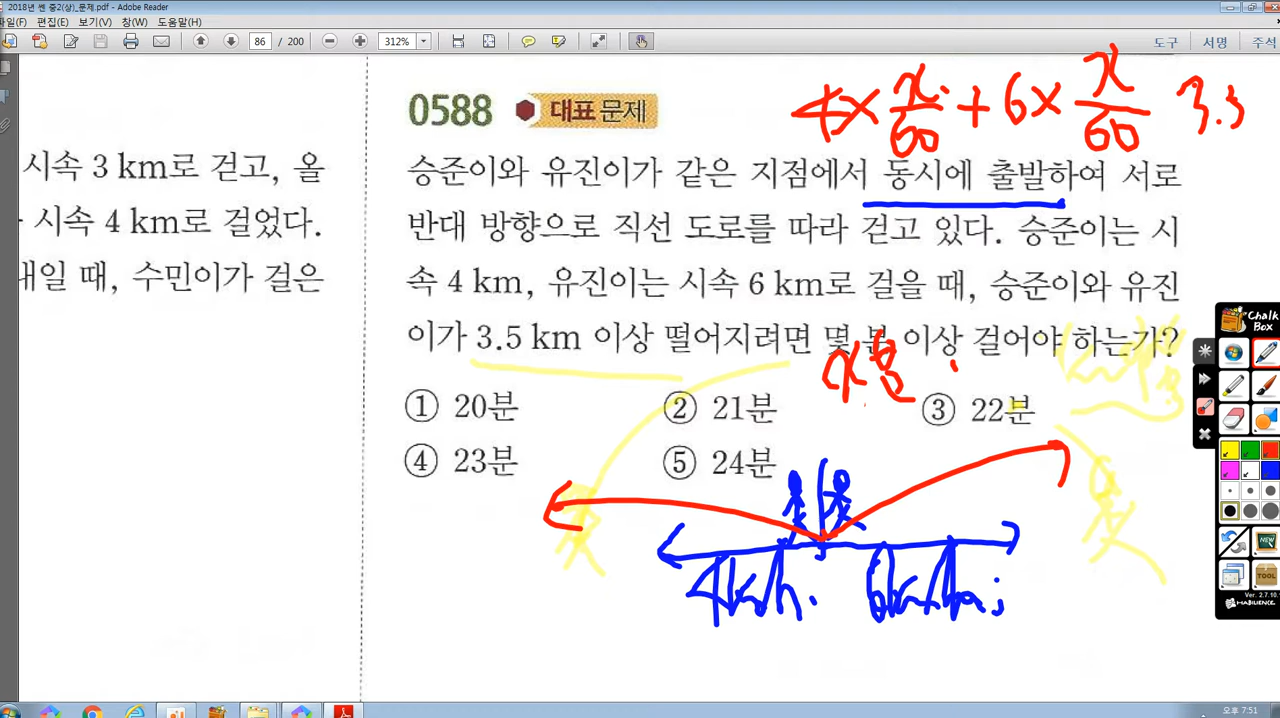 2018년 쎈 중2(상)_문제.pdf - Adobe Reader
파일(F) 편집(E) 보기(V) 창(W) 도움말(H)
86 / 200 312% 도구 서명 주석
4× x/60 + 6× x/60 3.5
0588 대표 문제
시속 3 km로 걷고, 올
시속 4 km로 걸었다.
내일 때, 수민이가 걸은
승준이와 유진이가 같은 지점에서 동시에 출발하여 서로
반대 방향으로 직선 도로를 따라 걷고 있다. 승준이는 시
속 4 km, 유진이는 시속 6 km로 걸을 때, 승준이와 유진
이가 3.5 km 이상 떨어지려면 몇 분 이상 걸어야 하는가?
x분
① 20분 ② 21분 ③ 22분
④ 23분 ⑤ 24분
4km/h. 6km/h
Chalk Box
NEW
TOOL
Ver. 2.7.10.
MABILIENCE
오후 7:51